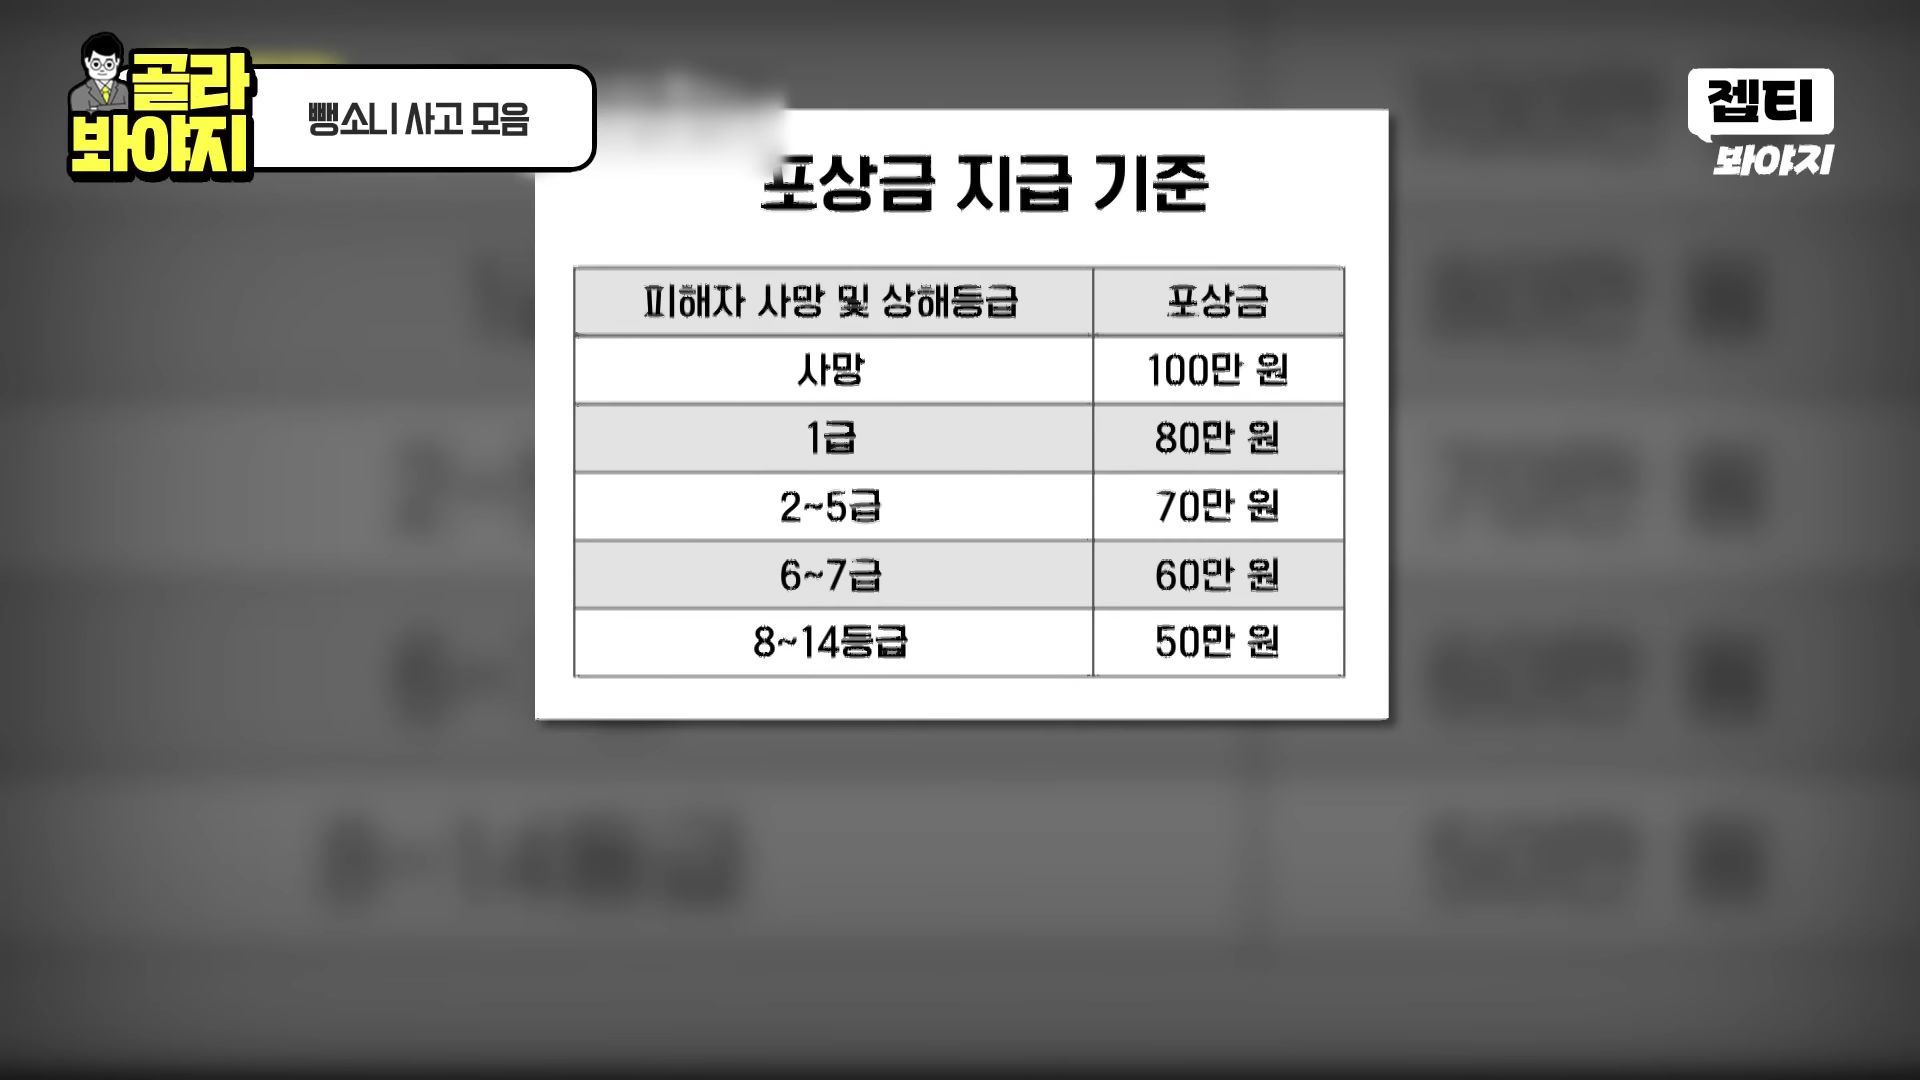 골라
봐야지
뺑소니 사고 모음
젭티
봐야지
포상금 지급 기준
피해자 사망 및 상해등급 포상금
사망 100만 원
1급 80만 원
2~5급 70만 원
6~7급 60만 원
8~14등급 50만 원